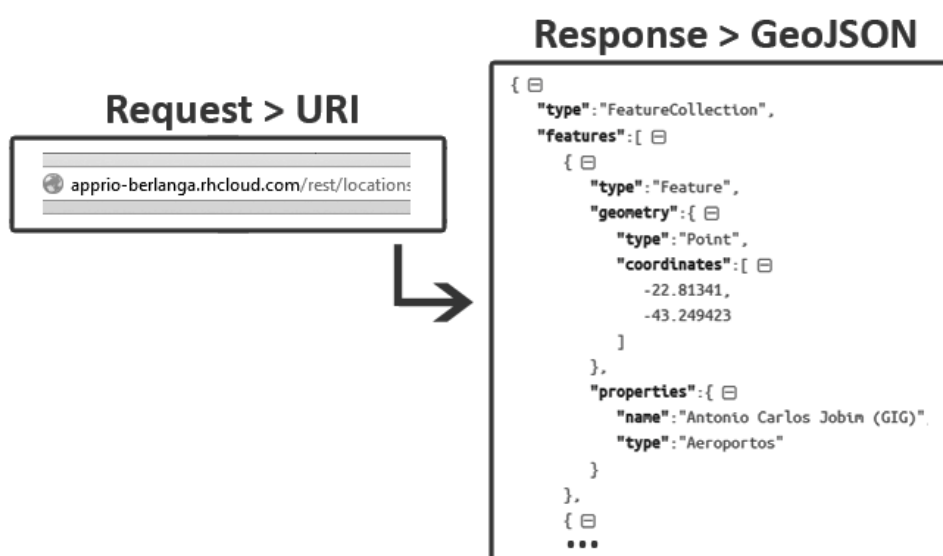 Request > URI
apprio-berlanga.rhcloud.com/rest/locations
Response > GeoJSON
{
"type":"FeatureCollection",
"features":[
{
"type":"Feature",
"geometry":{
"type":"Point",
"coordinates":[
-22.81341,
-43.249423
]
},
"properties":{
"name":"Antonio Carlos Jobim (GIG)",
"type":"Aeroportos"
}
},
{
...